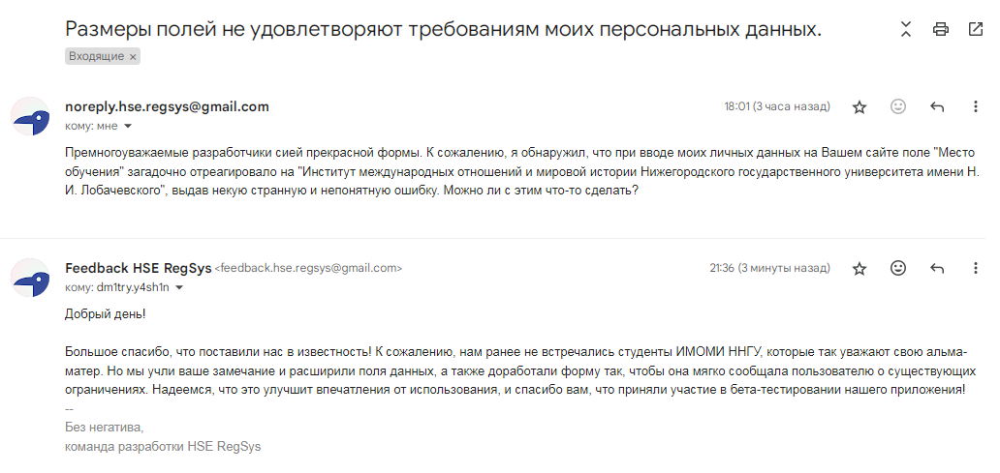 Размеры полей не удовлетворяют требованиям моих персональных данных.
Входящие ×
noreply.hse.regsys@gmail.com
18:01 (3 часа назад)
кому: мне
Премногоуважаемые разработчики сией прекрасной формы. К сожалению, я обнаружил, что при вводе моих личных данных на Вашем сайте поле "Место
обучения" загадочно отреагировало на "Институт международных отношений и мировой истории Нижегородского государственного университета имени Н.
И. Лобачевского", выдав некую странную и непонятную ошибку. Можно ли с этим что-то сделать?
Feedback HSE RegSys <feedback.hse.regsys@gmail.com>
21:36 (3 минуты назад)
кому: dm1try.y4sh1n
Добрый день!
Большое спасибо, что поставили нас в известность! К сожалению, нам ранее не встречались студенты ИМОМИ ННГУ, которые так уважают свою альма-
матер. Но мы учли ваше замечание и расширили поля данных, а также доработали форму так, чтобы она мягко сообщала пользователю о существующих
ограничениях. Надеемся, что это улучшит впечатления от использования, и спасибо вам, что приняли участие в бета-тестировании нашего приложения!
--
Без негатива,
команда разработки HSE RegSys